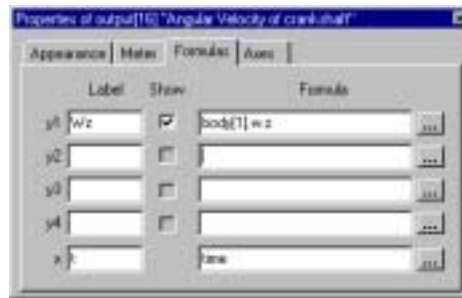 Properties of output[16] "Angular Velocity of crankshaft"
Appearance Meter Formulas Axes
Label Show Formula
y1 Wz body[1].w.z ...
y2 ...
y3 ...
y4 ...
x t time ...